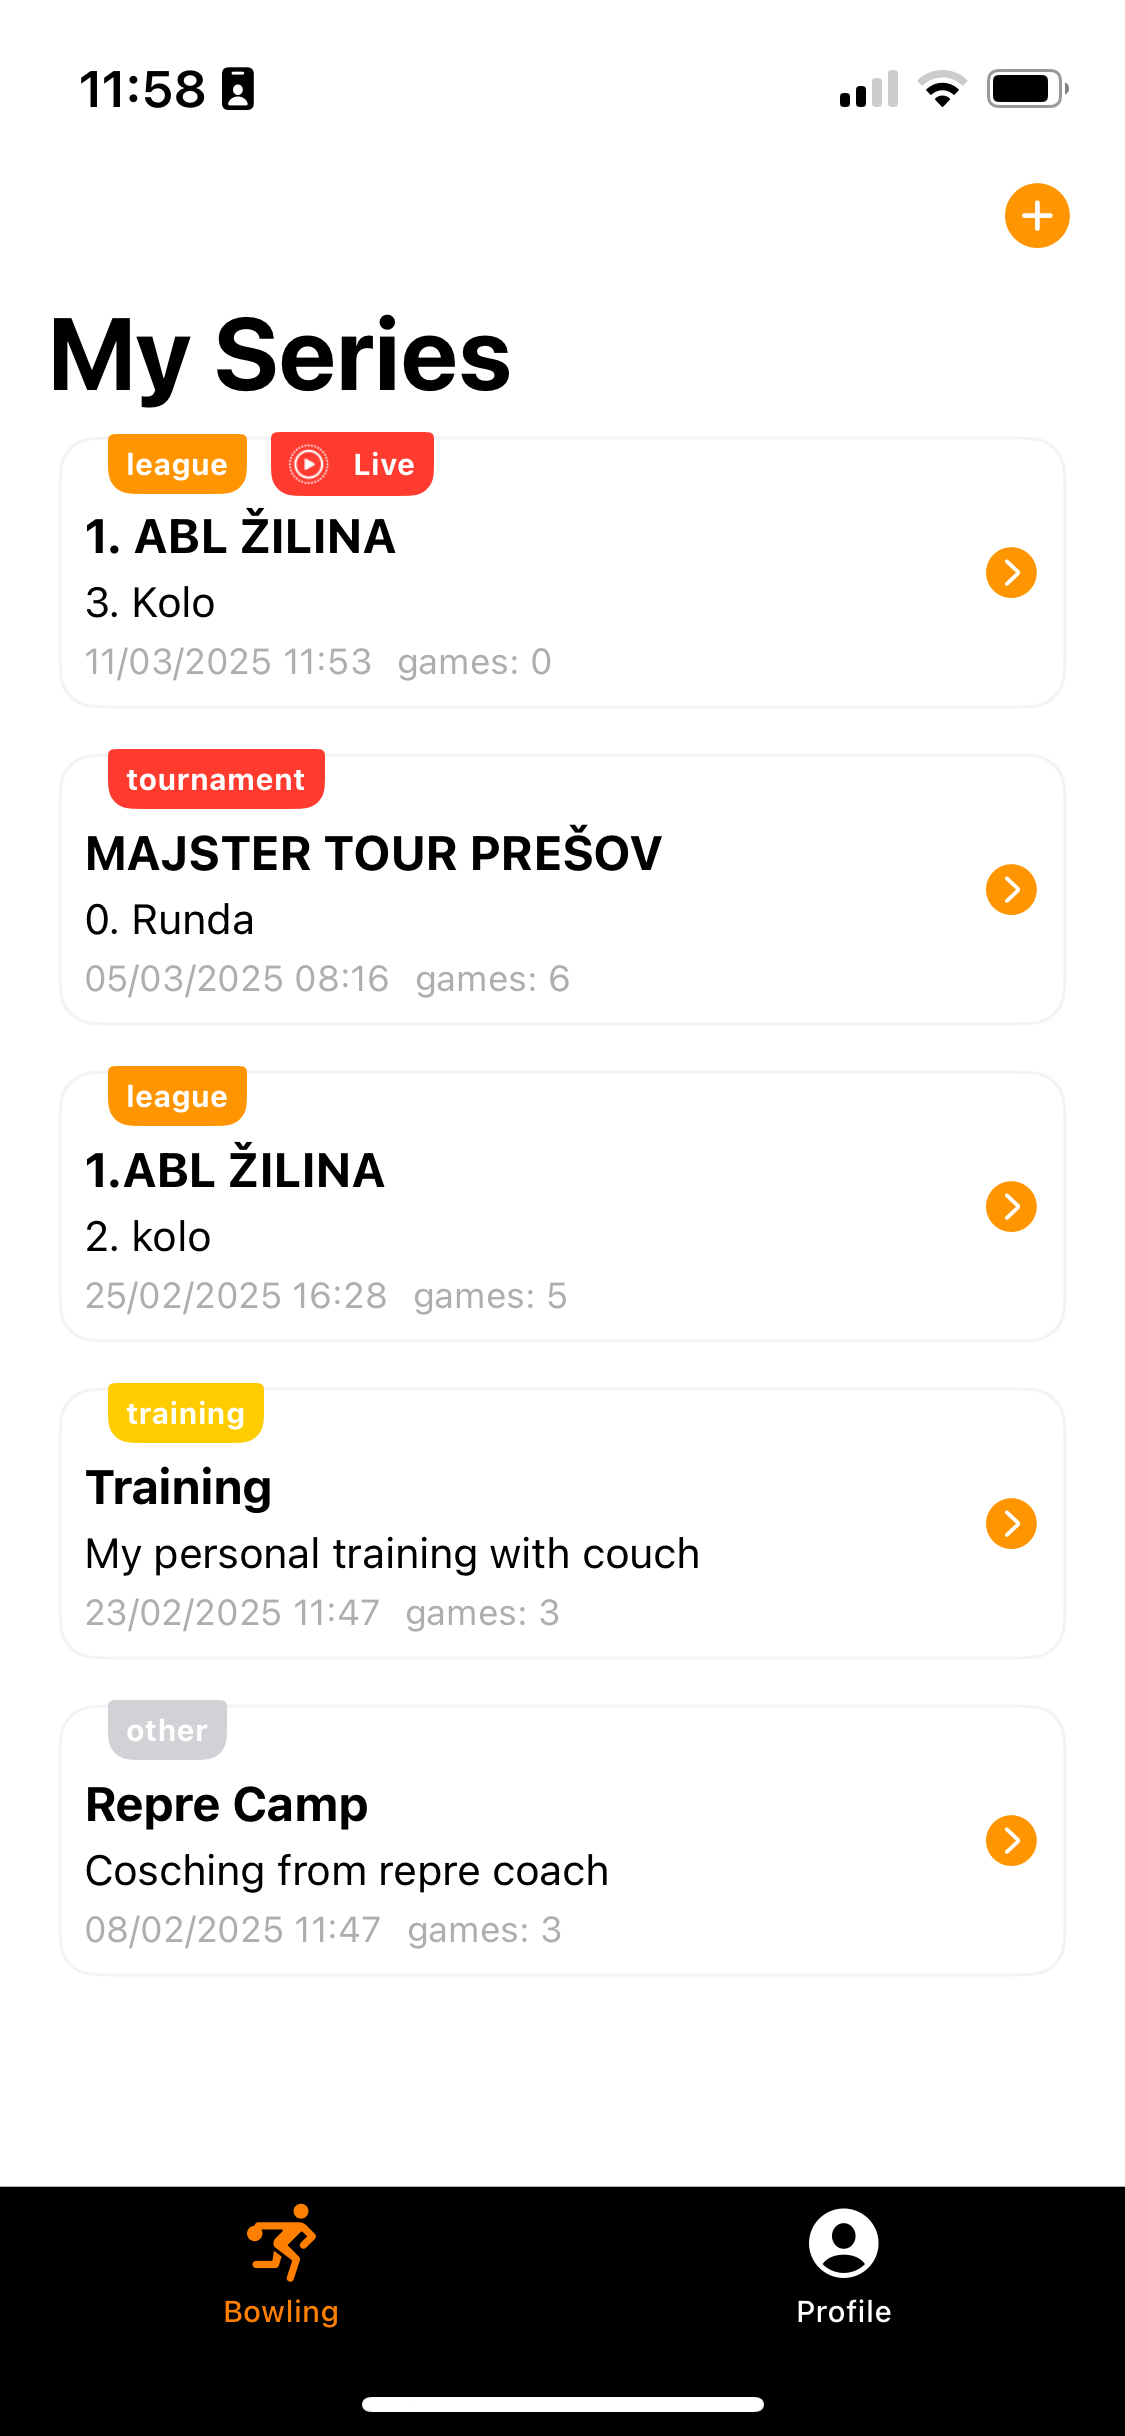 11:58
My Series
league Live
1. ABL ŽILINA
3. Kolo
11/03/2025 11:53 games: 0
tournament
MAJSTER TOUR PREŠOV
0. Runda
05/03/2025 08:16 games: 6
league
1.ABL ŽILINA
2. kolo
25/02/2025 16:28 games: 5
training
Training
My personal training with couch
23/02/2025 11:47 games: 3
other
Repre Camp
Cosching from repre coach
08/02/2025 11:47 games: 3
Bowling Profile